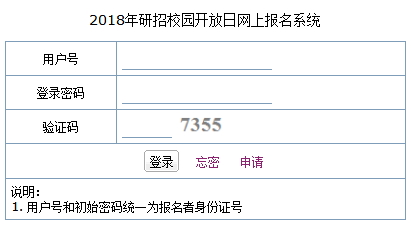 2018年研招校园开放日网上报名系统
用户号
登录密码
验证码 7355
登录 忘密 申请
说明:
1. 用户号和初始密码统一为报名者身份证号